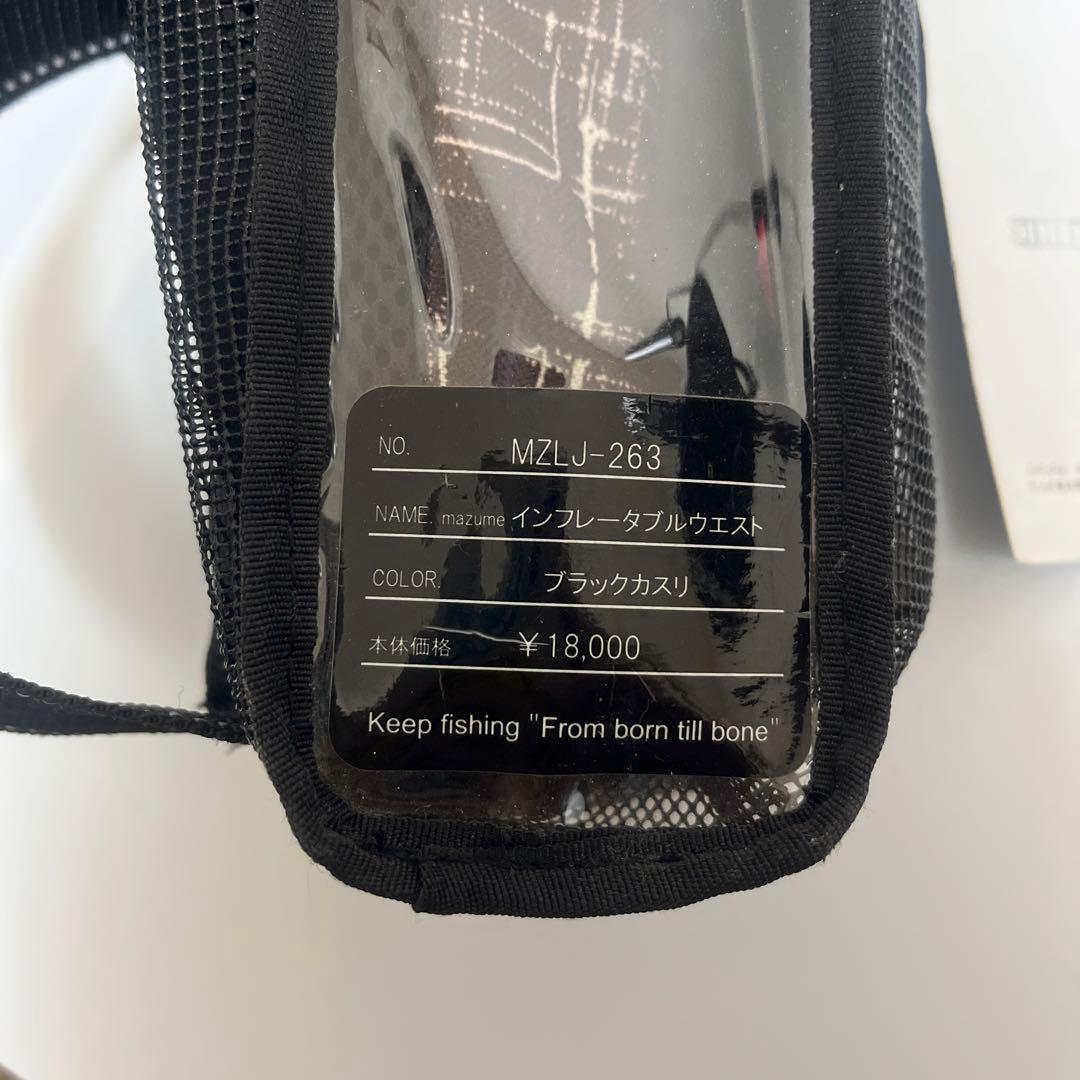 NO. MZLJ-263
NAME. mazume インフレータブルウエスト
COLOR. ブラックカスリ
本体価格 ¥18,000
Keep fishing "From born till bone"